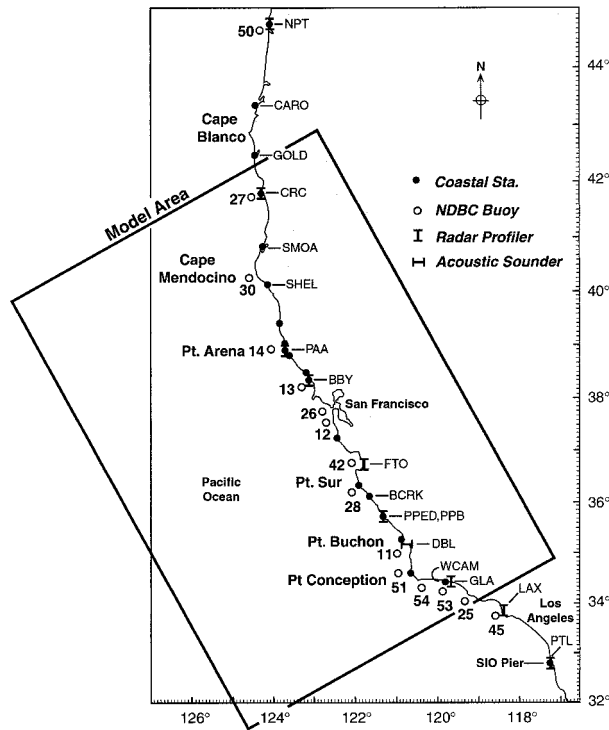 NPT
50
44°
N
CARO
Cape
Blanco
GOLD
Coastal Sta.
NDBC Buoy
Radar Profiler
Acoustic Sounder
Model Area
27
CRC
42°
SMOA
Cape
Mendocino
30
SHEL
40°
Pt. Arena
14
PAA
BBY
13
38°
San Francisco
26
12
42
FTO
Pt. Sur
28
BCRK
36°
Pacific
Ocean
PPED,PPB
Pt. Buchon
11
DBL
WCAM
Pt Conception
51
54
53
25
GLA
LAX
Los
Angeles
45
34°
PTL
SIO Pier
32°
126°
124°
122°
120°
118°